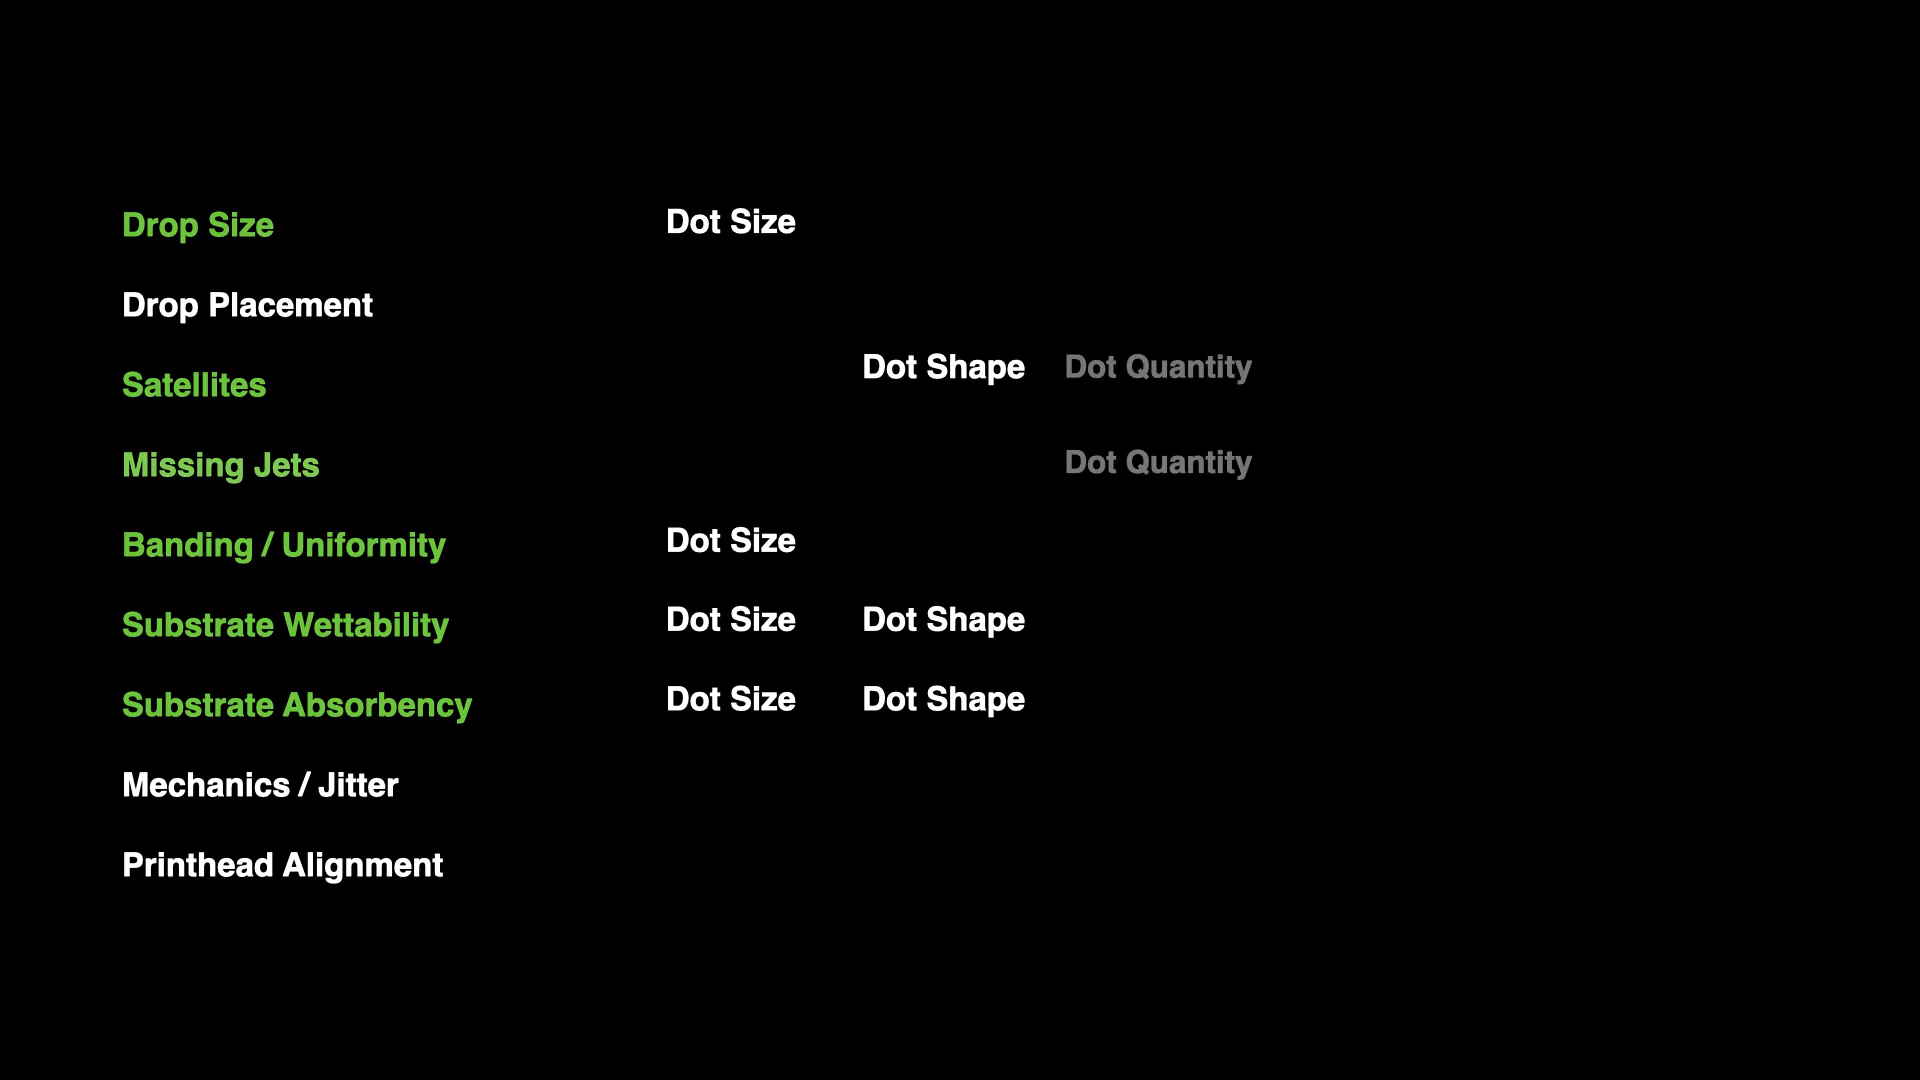 Drop Size Dot Size
Drop Placement
Satellites Dot Shape Dot Quantity
Missing Jets Dot Quantity
Banding / Uniformity Dot Size
Substrate Wettability Dot Size Dot Shape
Substrate Absorbency Dot Size Dot Shape
Mechanics / Jitter
Printhead Alignment